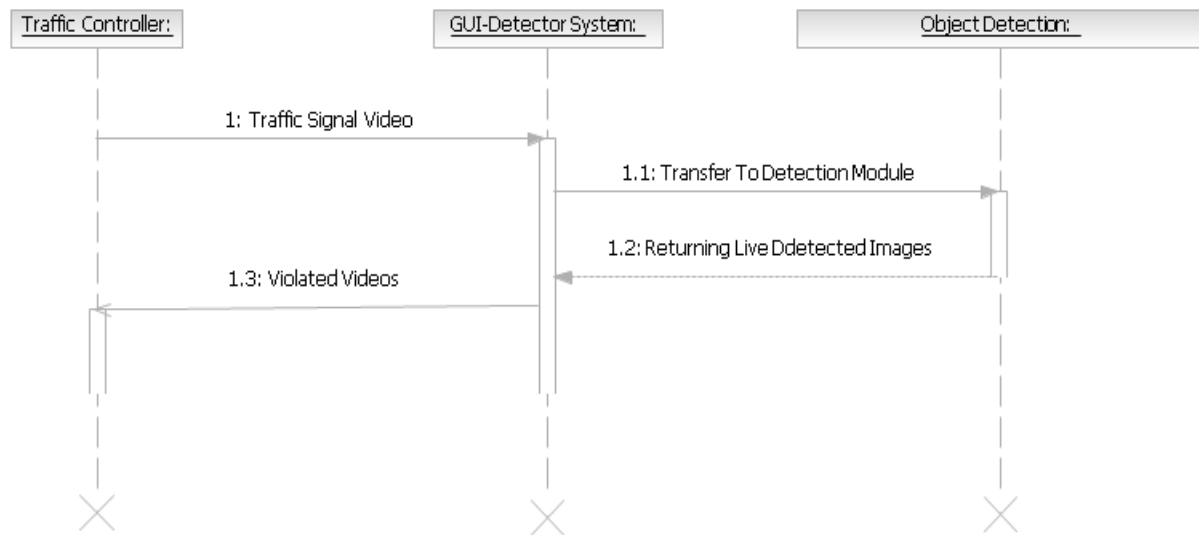 Traffic Controller:
GUI-Detector System:
Object Detection:
1: Traffic Signal Video
1.1: Transfer To Detection Module
1.2: Returning Live Ddetected Images
1.3: Violated Videos